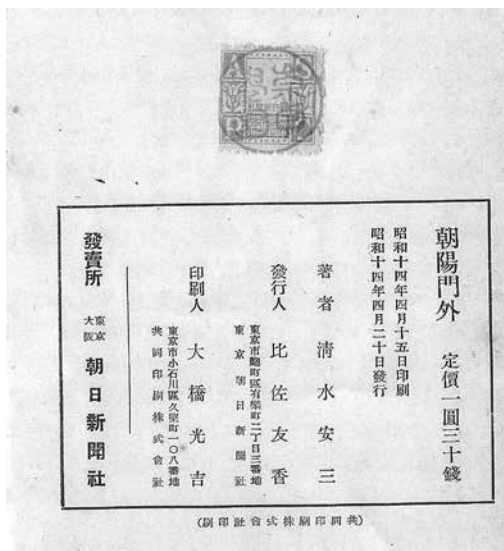 朝陽門外 定價一圓三十錢
昭和十四年四月十五日印刷
昭和十四年四月二十日發行
著者 淸水安三
發行人 比佐友香
東京市麴町區有樂町二丁目三番地
東京朝日新聞社
印刷人 大橋光吉
東京市小石川區久堅町一〇八番地
共同印刷株式會社
發賣所 東京 大阪 朝日新聞社
(共同印刷株式會社印刷)